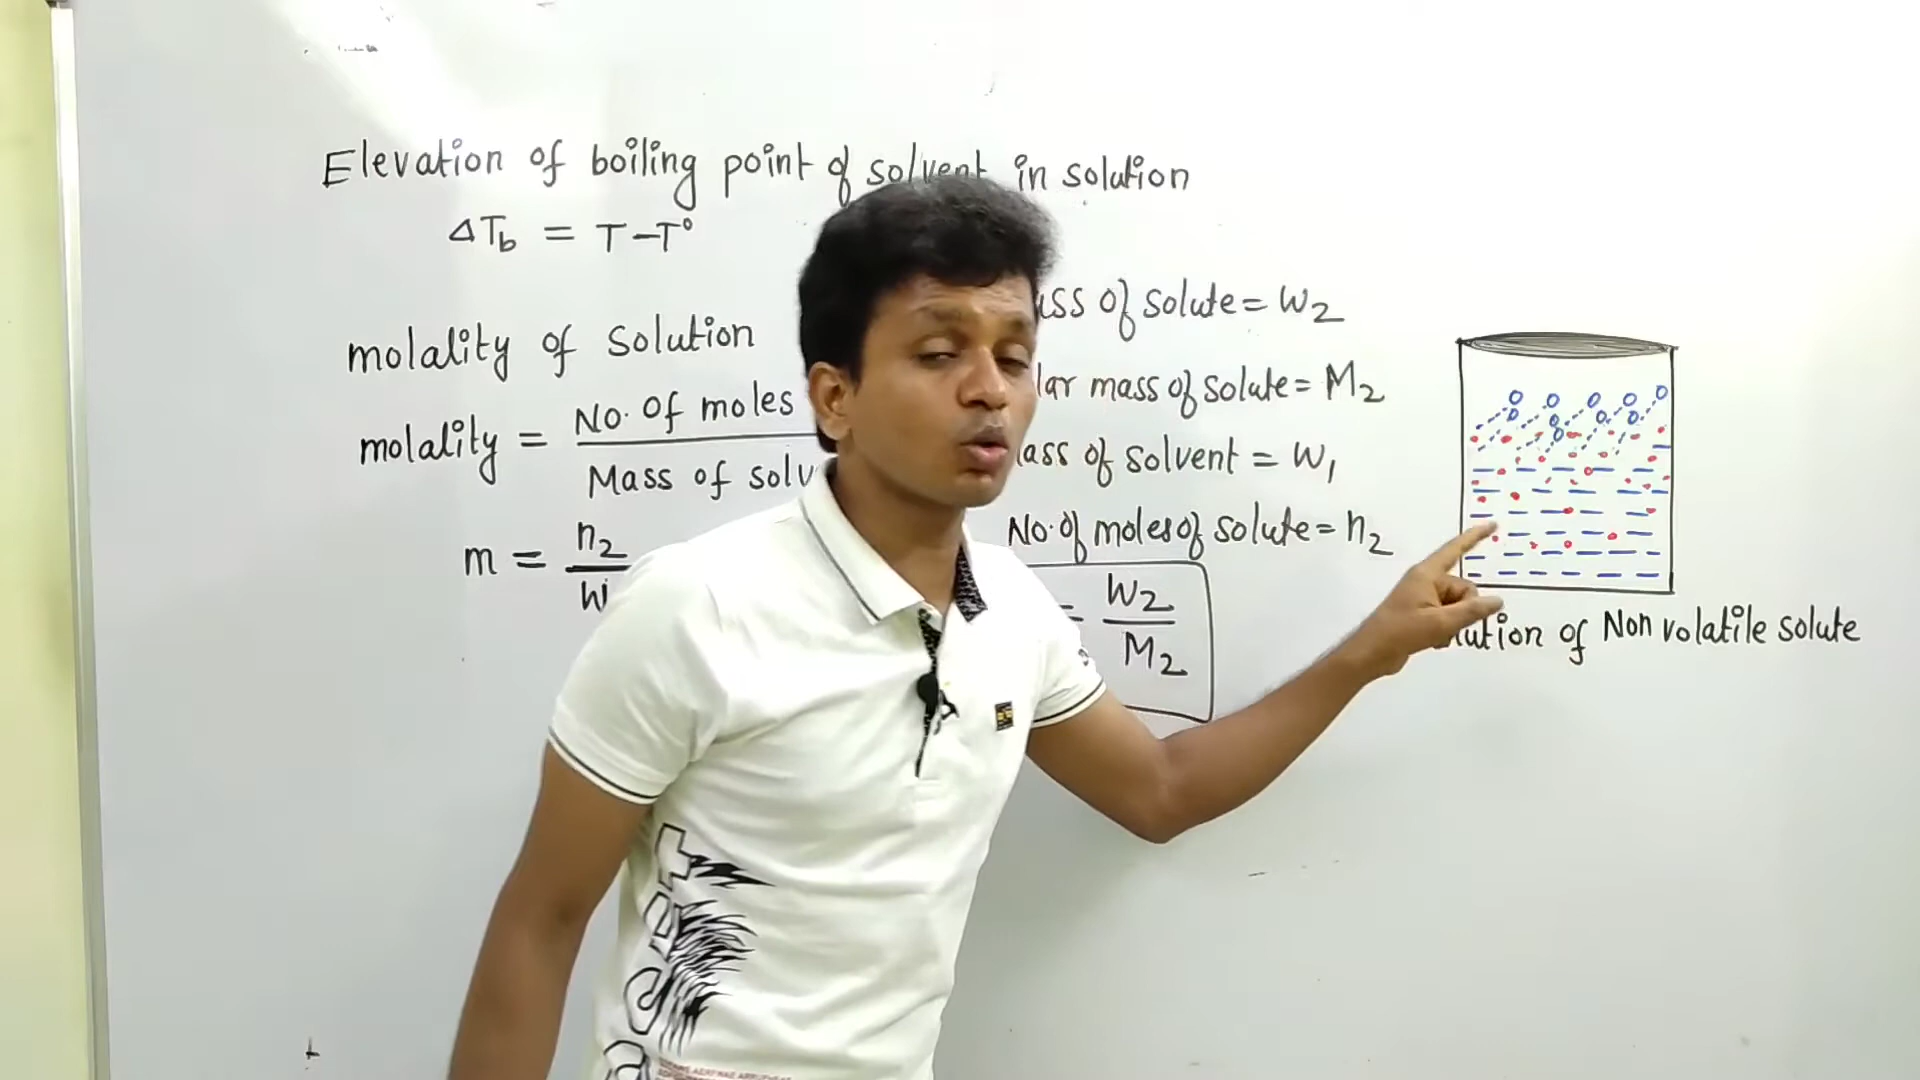 Elevation of boiling point of solvent in solution
ΔTb = T-T°
molality of solution
molality = No. Of moles
Mass of solv
m = n2
W
ass of solute = W2
lar mass of solute = M2
ass of solvent = W1
No. of moles of solute = n2
= W2
M2
ution of Non volatile solute